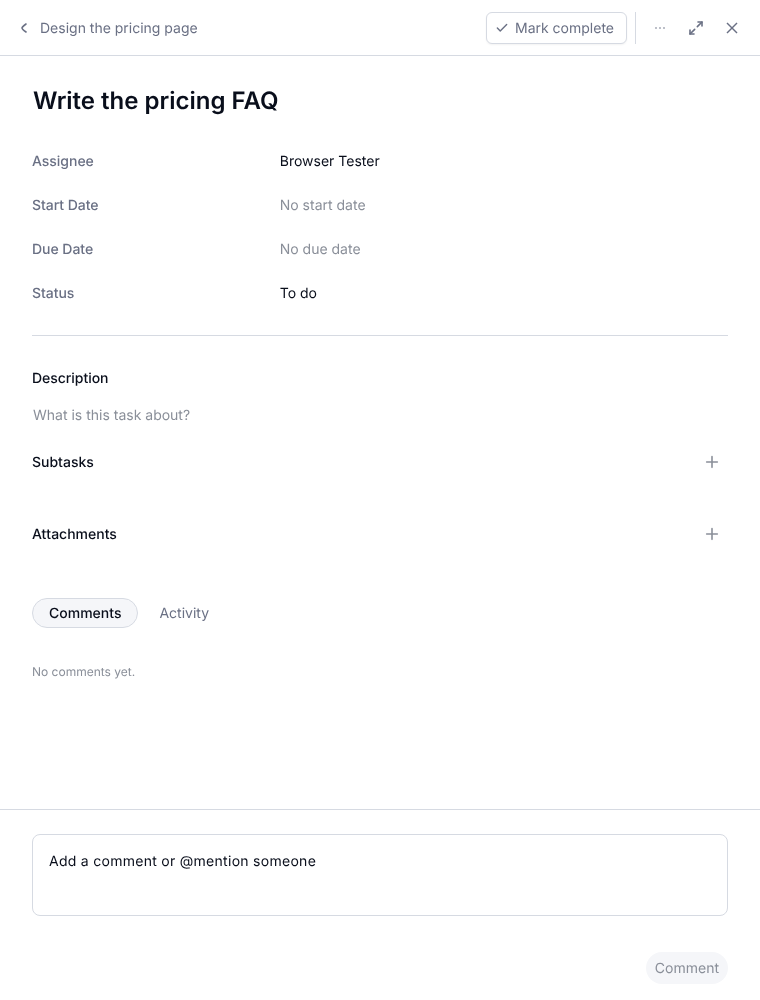 Design the pricing page
Mark complete
Write the pricing FAQ
Assignee Browser Tester
Start Date No start date
Due Date No due date
Status To do
Description
What is this task about?
Subtasks
Attachments
Comments Activity
No comments yet.
Add a comment or @mention someone
Comment